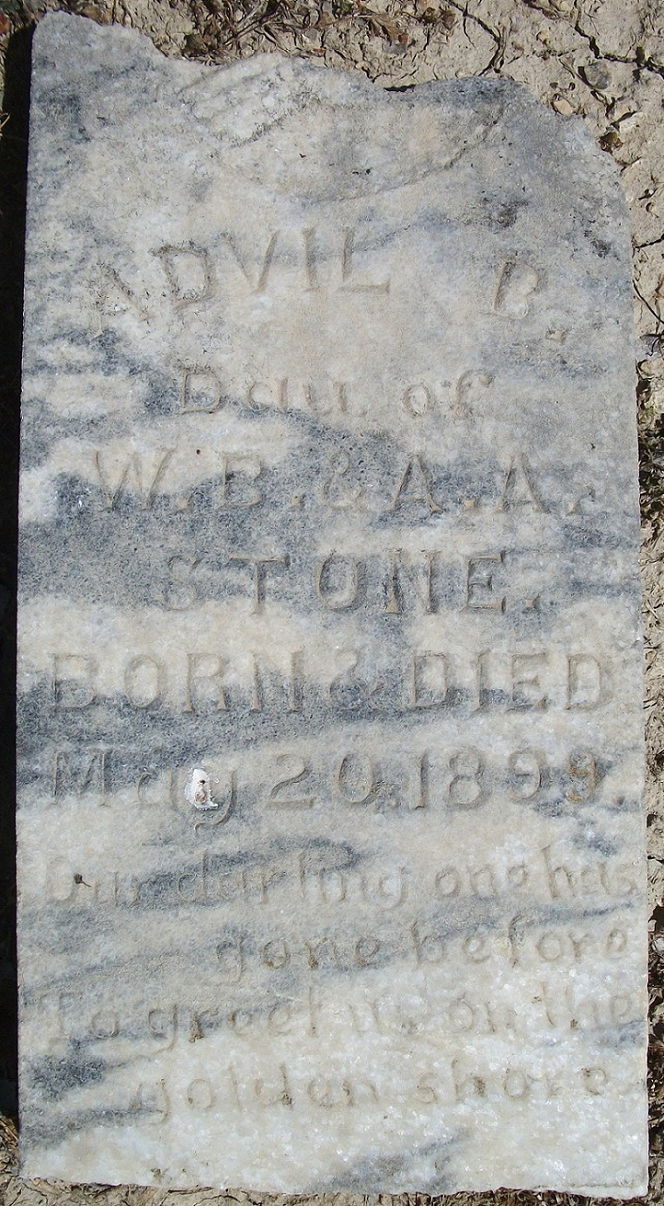 ADVIL B.
Dau. of
W.B. & A.A.
STONE.
BORN & DIED
May 20, 1899.
Our darling one has
gone before
To greet us on the
golden shore.